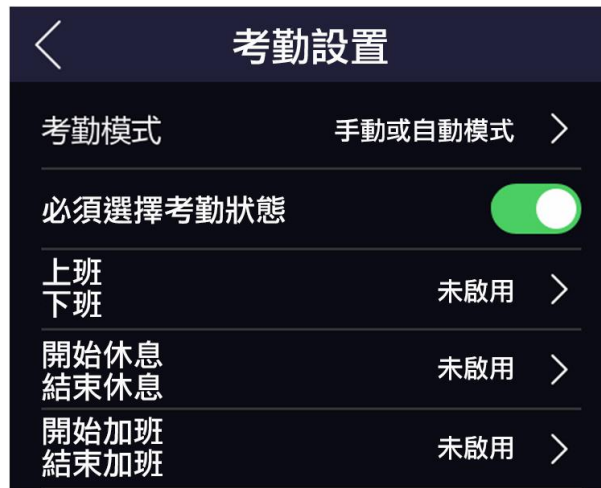 考勤設置
考勤模式 手動或自動模式
必須選擇考勤狀態
上班
下班 未啟用
開始休息
結束休息 未啟用
開始加班
結束加班 未啟用